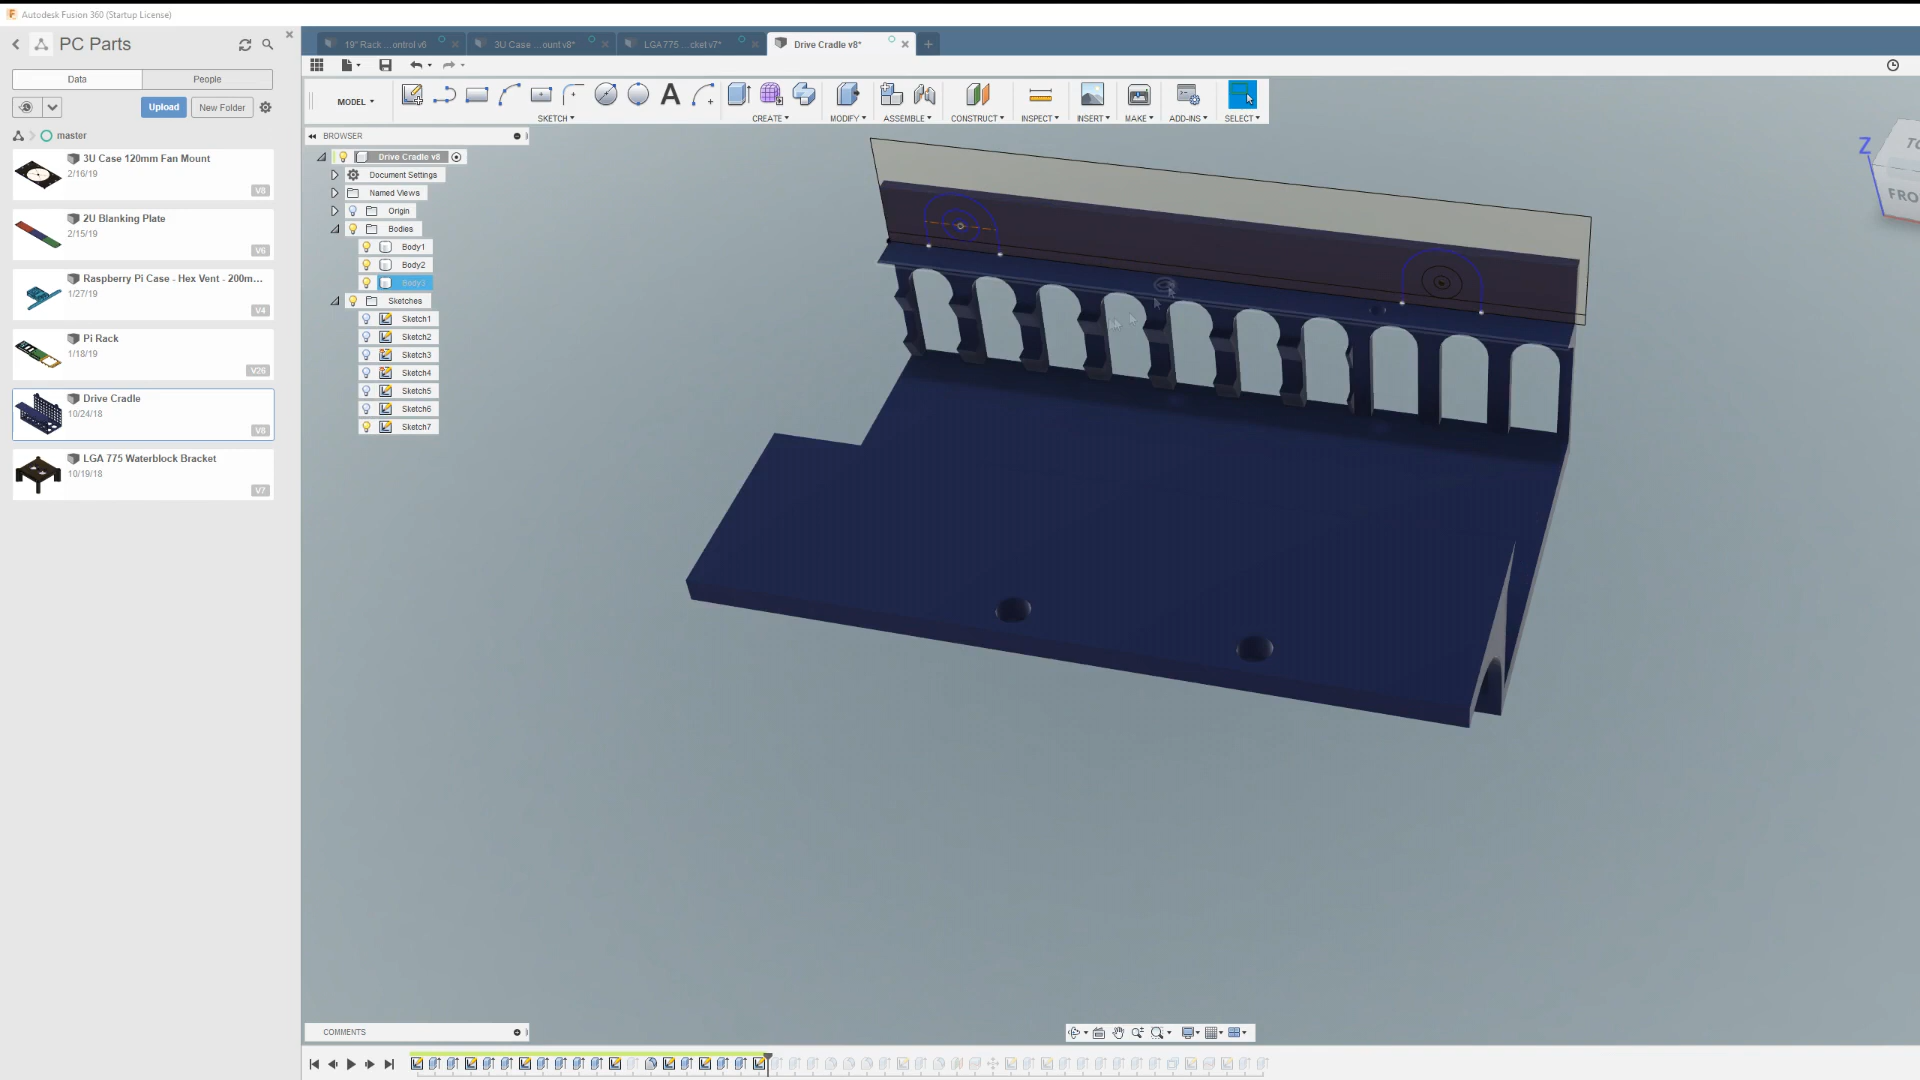 Autodesk Fusion 360 (Startup License)
PC Parts
19" Rack ...ontrol v6
3U Case ...ount v8*
LGA 775 ...cket v7*
Drive Cradle v8*
Data
People
MODEL
SKETCH
CREATE
MODIFY
ASSEMBLE
CONSTRUCT
INSPECT
INSERT
MAKE
ADD-INS
SELECT
Upload
New Folder
master
BROWSER
3U Case 120mm Fan Mount
2/16/19
V8
2U Blanking Plate
2/15/19
V6
Raspberry Pi Case - Hex Vent - 200m...
1/27/19
V4
Pi Rack
1/18/19
V26
Drive Cradle
10/24/18
V8
LGA 775 Waterblock Bracket
10/19/18
V7
Drive Cradle v8
Document Settings
Named Views
Origin
Bodies
Body1
Body2
Body3
Sketches
Sketch1
Sketch2
Sketch3
Sketch4
Sketch5
Sketch6
Sketch7
Z
FRO
COMMENTS